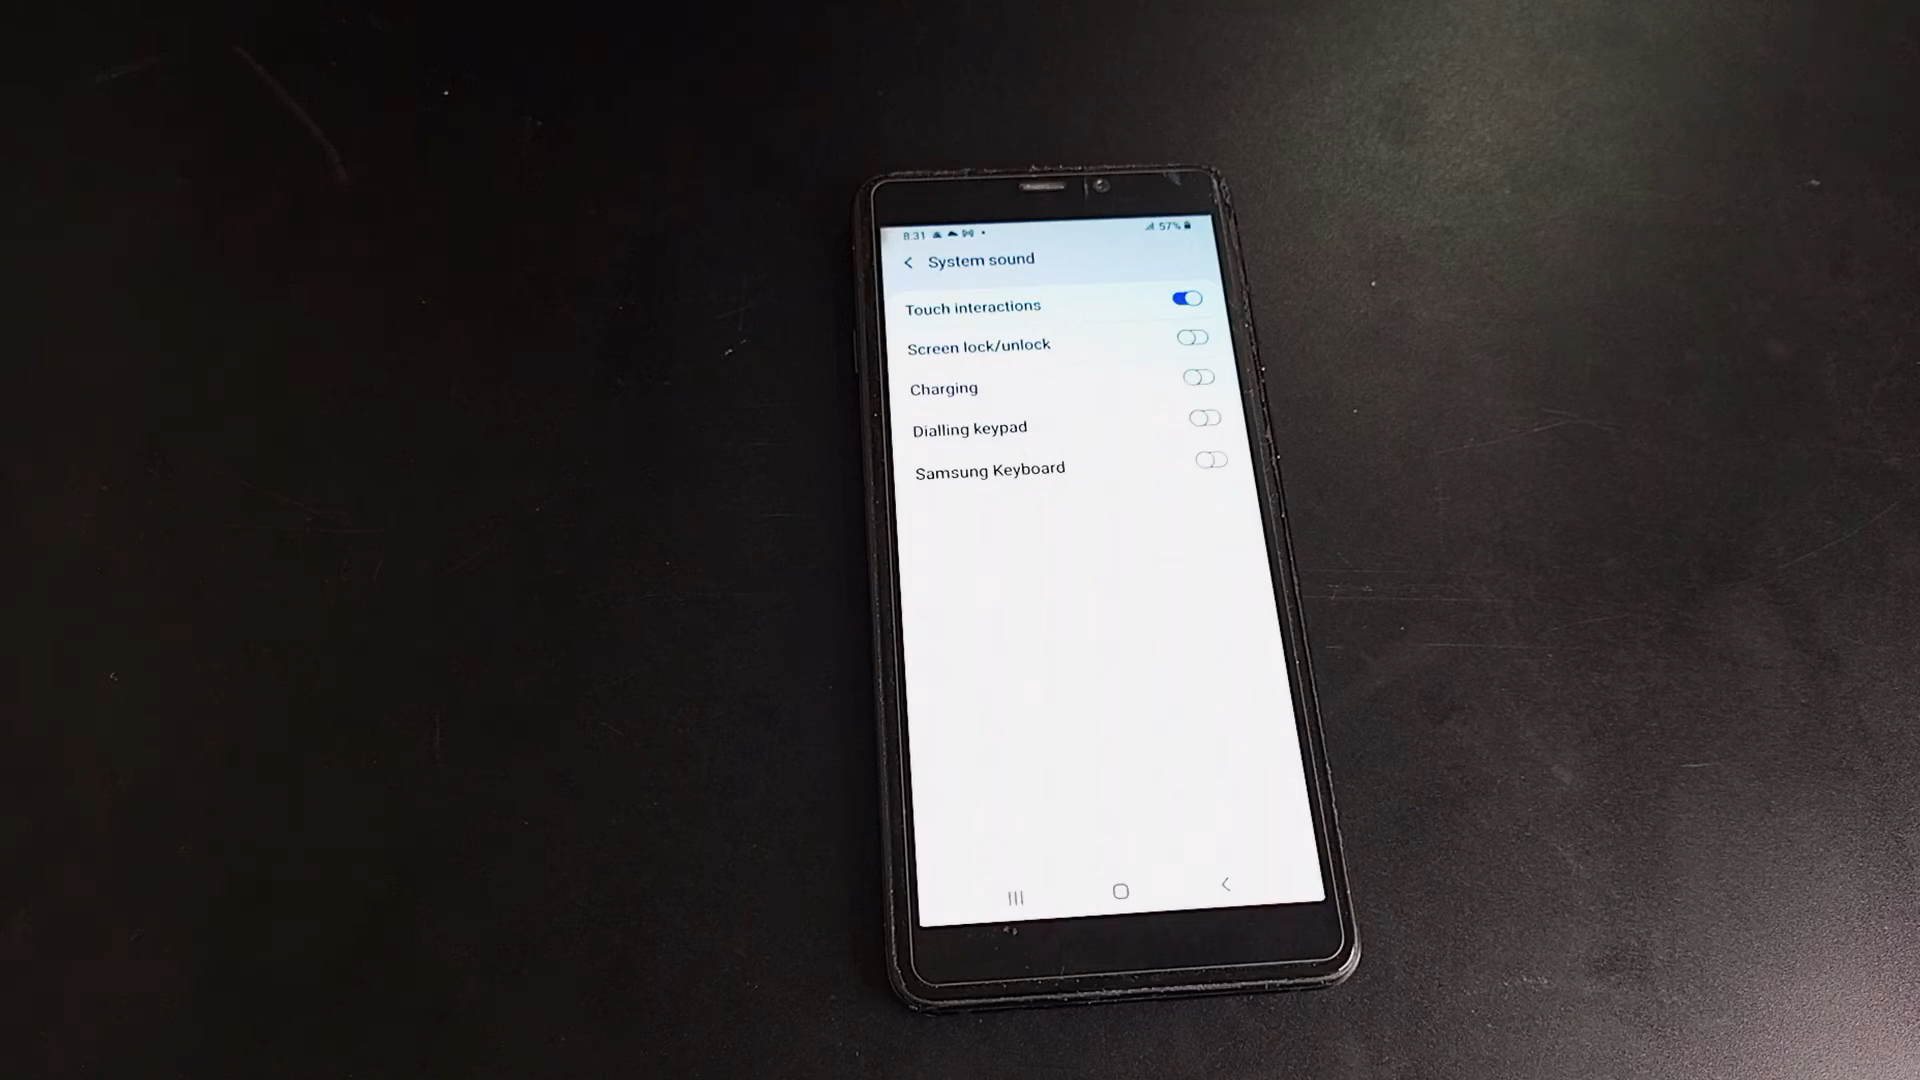 8:31 57%
System sound
Touch interactions
Screen lock/unlock
Charging
Dialling keypad
Samsung Keyboard